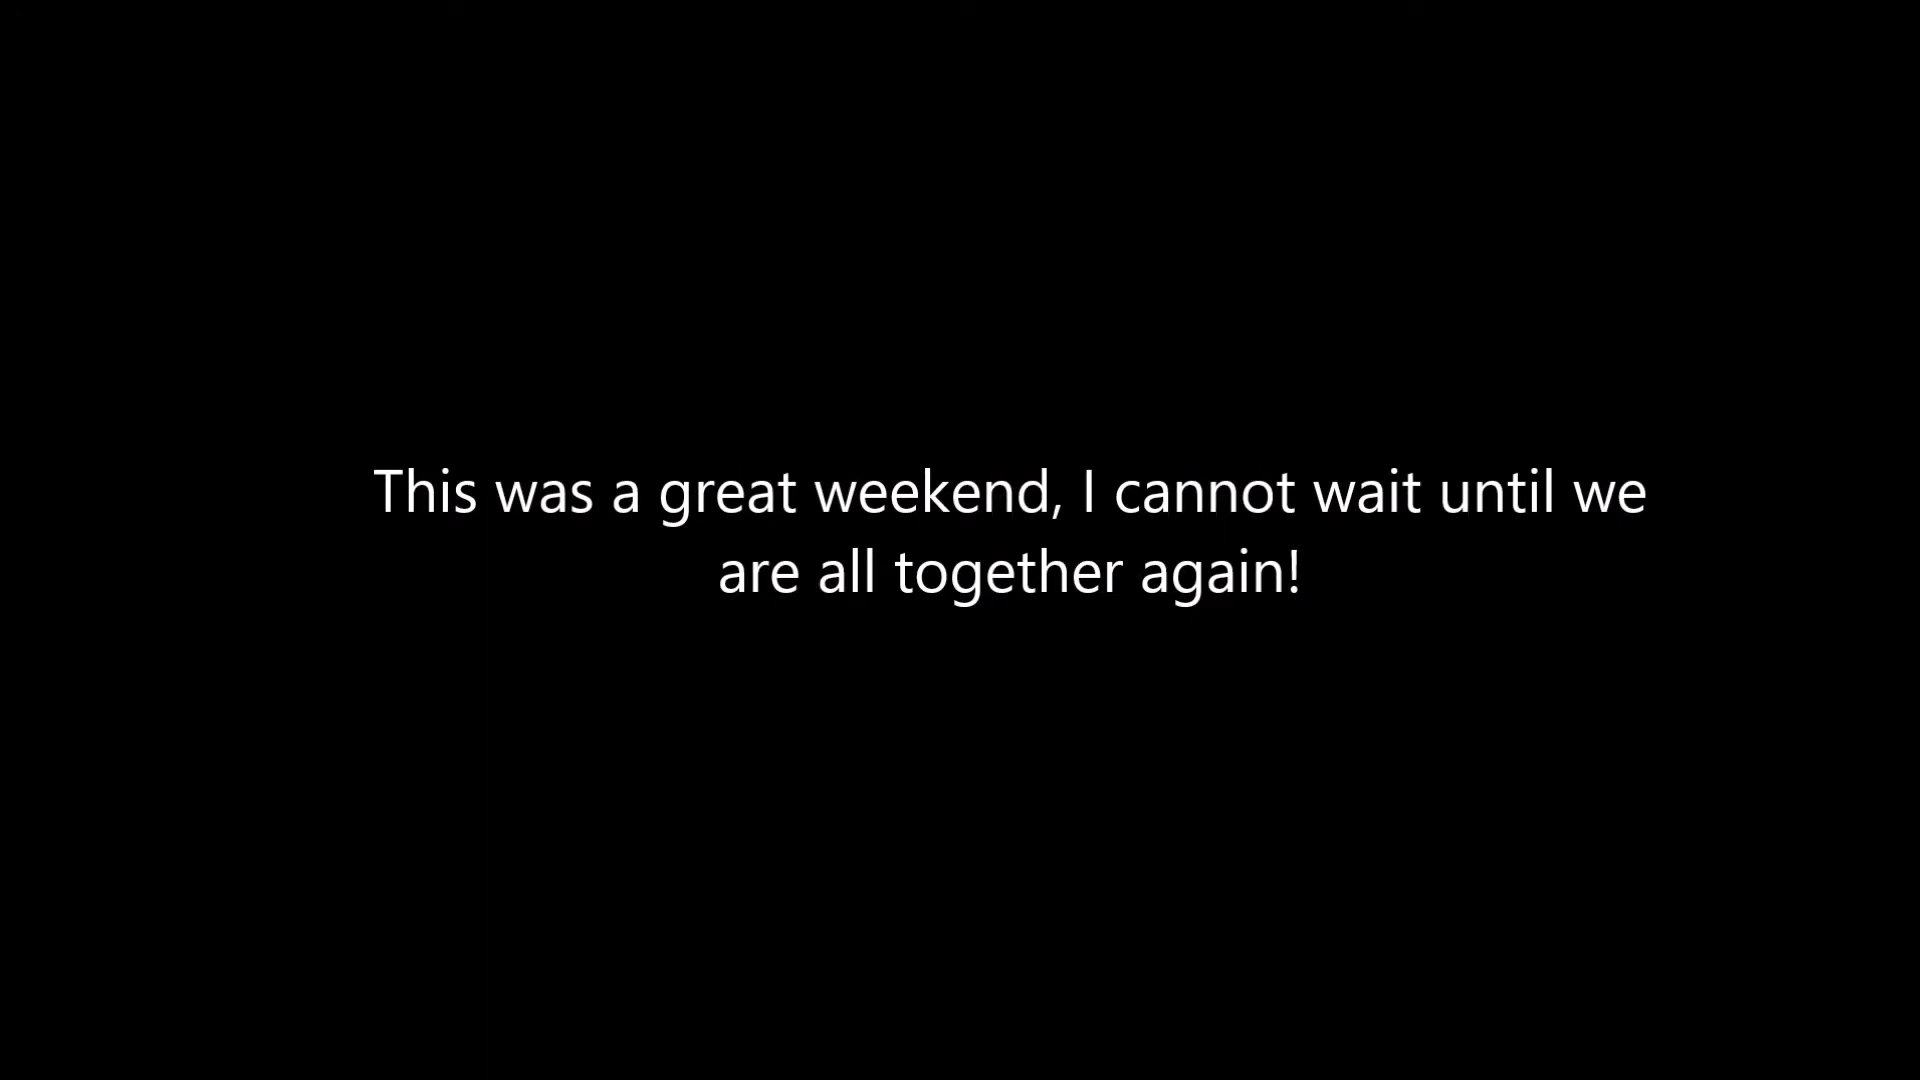 This was a great weekend, I cannot wait until we
are all together again!